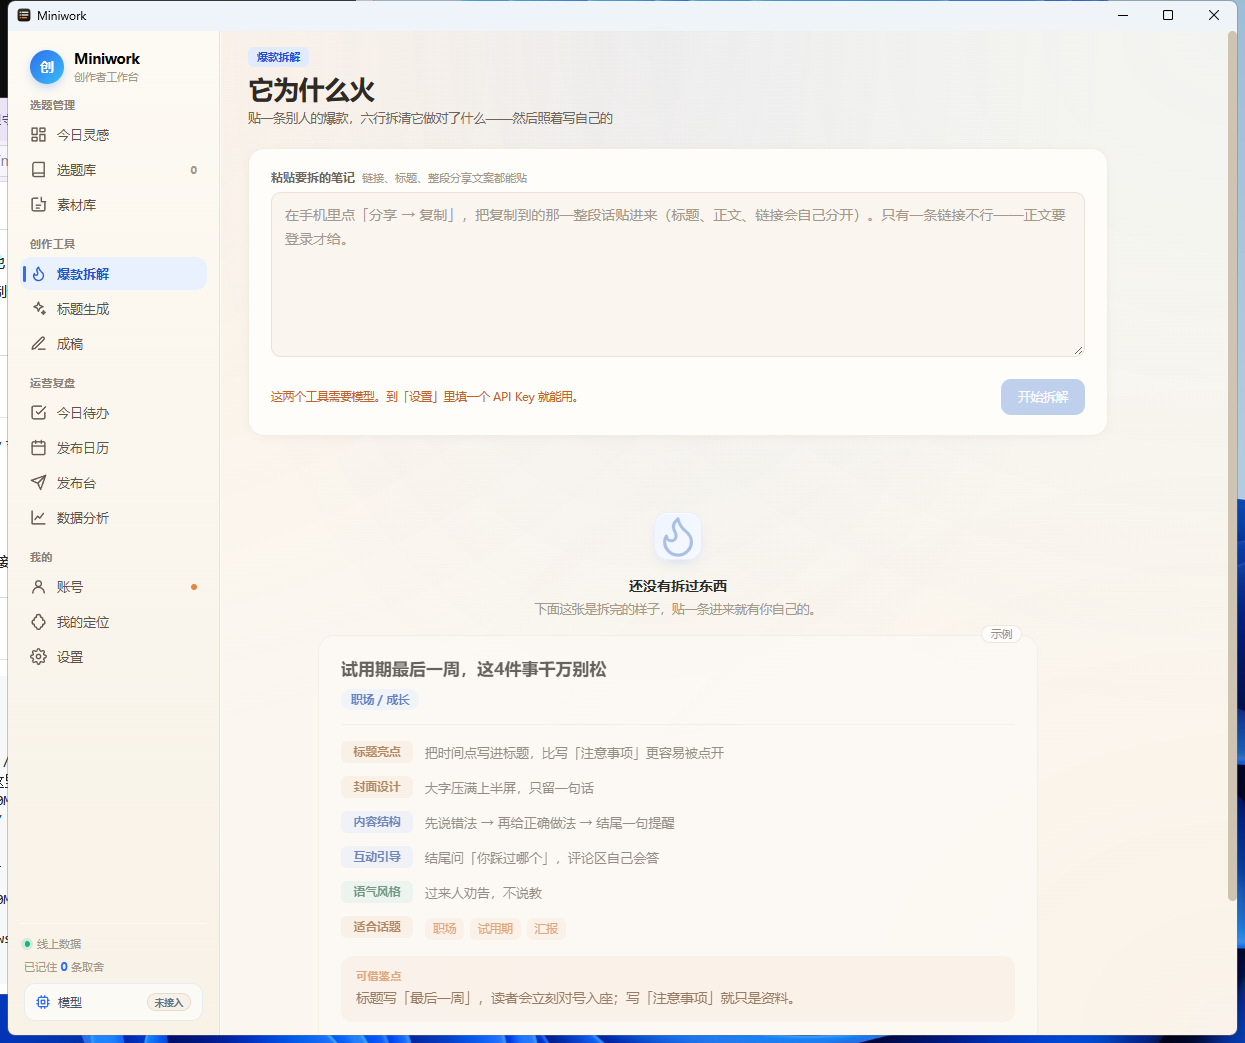 Miniwork
创
Miniwork
创作者工作台
选题管理
今日灵感
选题库 0
素材库
创作工具
爆款拆解
标题生成
成稿
运营复盘
今日待办
发布日历
发布台
数据分析
我的
账号
我的定位
设置
线上数据
已记住 0 条取舍
模型 未接入
爆款拆解
它为什么火
贴一条别人的爆款，六行拆清它做对了什么——然后照着写自己的
粘贴要拆的笔记 链接、标题、整段分享文案都能贴
在手机里点「分享 → 复制」，把复制到的那一整段话贴进来（标题、正文、链接会自己分开）。只有一条链接不行——正文要
登录才给。
这两个工具需要模型。到「设置」里填一个 API Key 就能用。
开始拆解
还没有拆过东西
下面这张是拆完的样子，贴一条进来就有你自己的。
示例
试用期最后一周，这4件事千万别松
职场 / 成长
标题亮点 把时间点写进标题，比写「注意事项」更容易被点开
封面设计 大字压满上半屏，只留一句话
内容结构 先说错法 → 再给正确做法 → 结尾一句提醒
互动引导 结尾问「你踩过哪个」，评论区自己会答
语气风格 过来人劝告，不说教
适合话题 职场 试用期 汇报
可借鉴点
标题写「最后一周」，读者会立刻对号入座；写「注意事项」就只是资料。